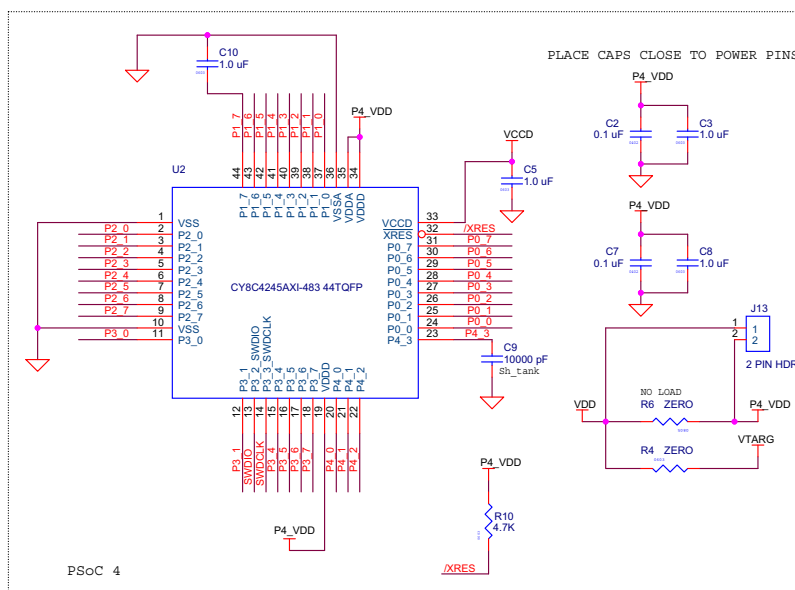 C10
1.0 uF
PLACE CAPS CLOSE TO POWER PINS
P4_VDD
C2
0.1 uF
C3
1.0 uF
P1_7
P1_6
P1_5
P1_4
P1_3
P1_2
P1_1
P1_0
P4_VDD
VCCD
C5
1.0 uF
U2
44
43
42
41
40
39
38
37
36
35
34
P1_7
P1_6
P1_5
P1_4
P1_3
P1_2
P1_1
P1_0
VSSA
VDDA
VDDD
1 VSS
P2_0 2 P2_0
P2_1 3 P2_1
P2_2 4 P2_2
P2_3 5 P2_3
P2_4 6 P2_4
P2_5 7 P2_5
P2_6 8 P2_6
P2_7 9 P2_7
10 VSS
P3_0 11 P3_0
CY8C4245AXI-483 44TQFP
VCCD 33
XRES 32 /XRES
P0_7 31 P0_7
P0_6 30 P0_6
P0_5 29 P0_5
P0_4 28 P0_4
P0_3 27 P0_3
P0_2 26 P0_2
P0_1 25 P0_1
P0_0 24 P0_0
P4_3 23 P4_3
C9
10000 pF
Sh_tank
P4_VDD
C7
0.1 uF
C8
1.0 uF
J13
1
2
1
2
2 PIN HDR
P3_1
P3_2_SWDIO
P3_3_SWDCLK
P3_4
P3_5
P3_6
P3_7
VDDD
P4_0
P4_1
P4_2
12
13
14
15
16
17
18
19
20
21
22
P3_1
SWDIO
SWDCLK
P3_4
P3_5
P3_6
P3_7
P4_0
P4_1
P4_2
NO LOAD
R6 ZERO
VDD
P4_VDD
R4 ZERO
VTARG
P4_VDD
R10
4.7K
/XRES
P4_VDD
PSoC 4